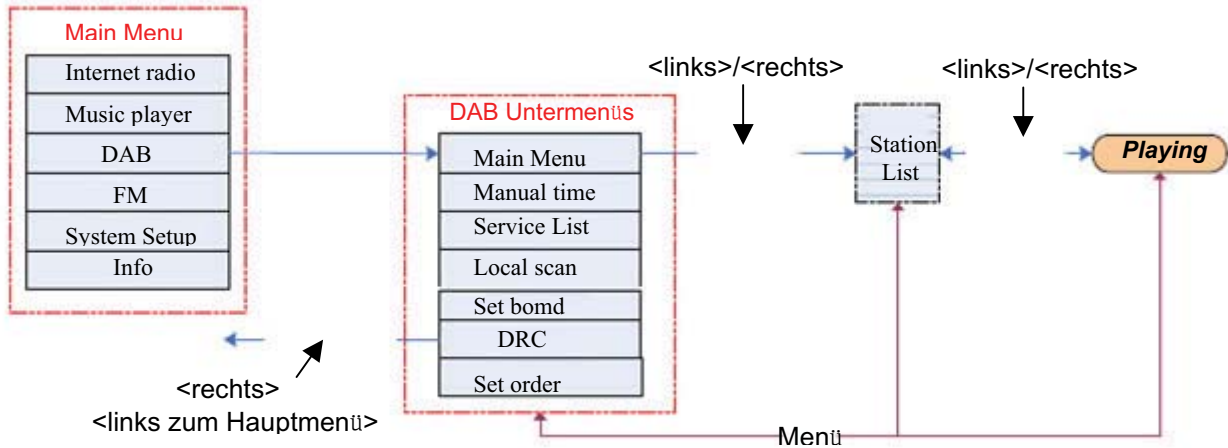 Main Menu
Internet radio
Music player
DAB
FM
System Setup
Info
<rechts>
<links zum Hauptmenü>
DAB Untermenüs
Main Menu
Manual time
Service List
Local scan
Set bomd
DRC
Set order
<links>/<rechts>
Station
List
<links>/<rechts>
Playing
Menü